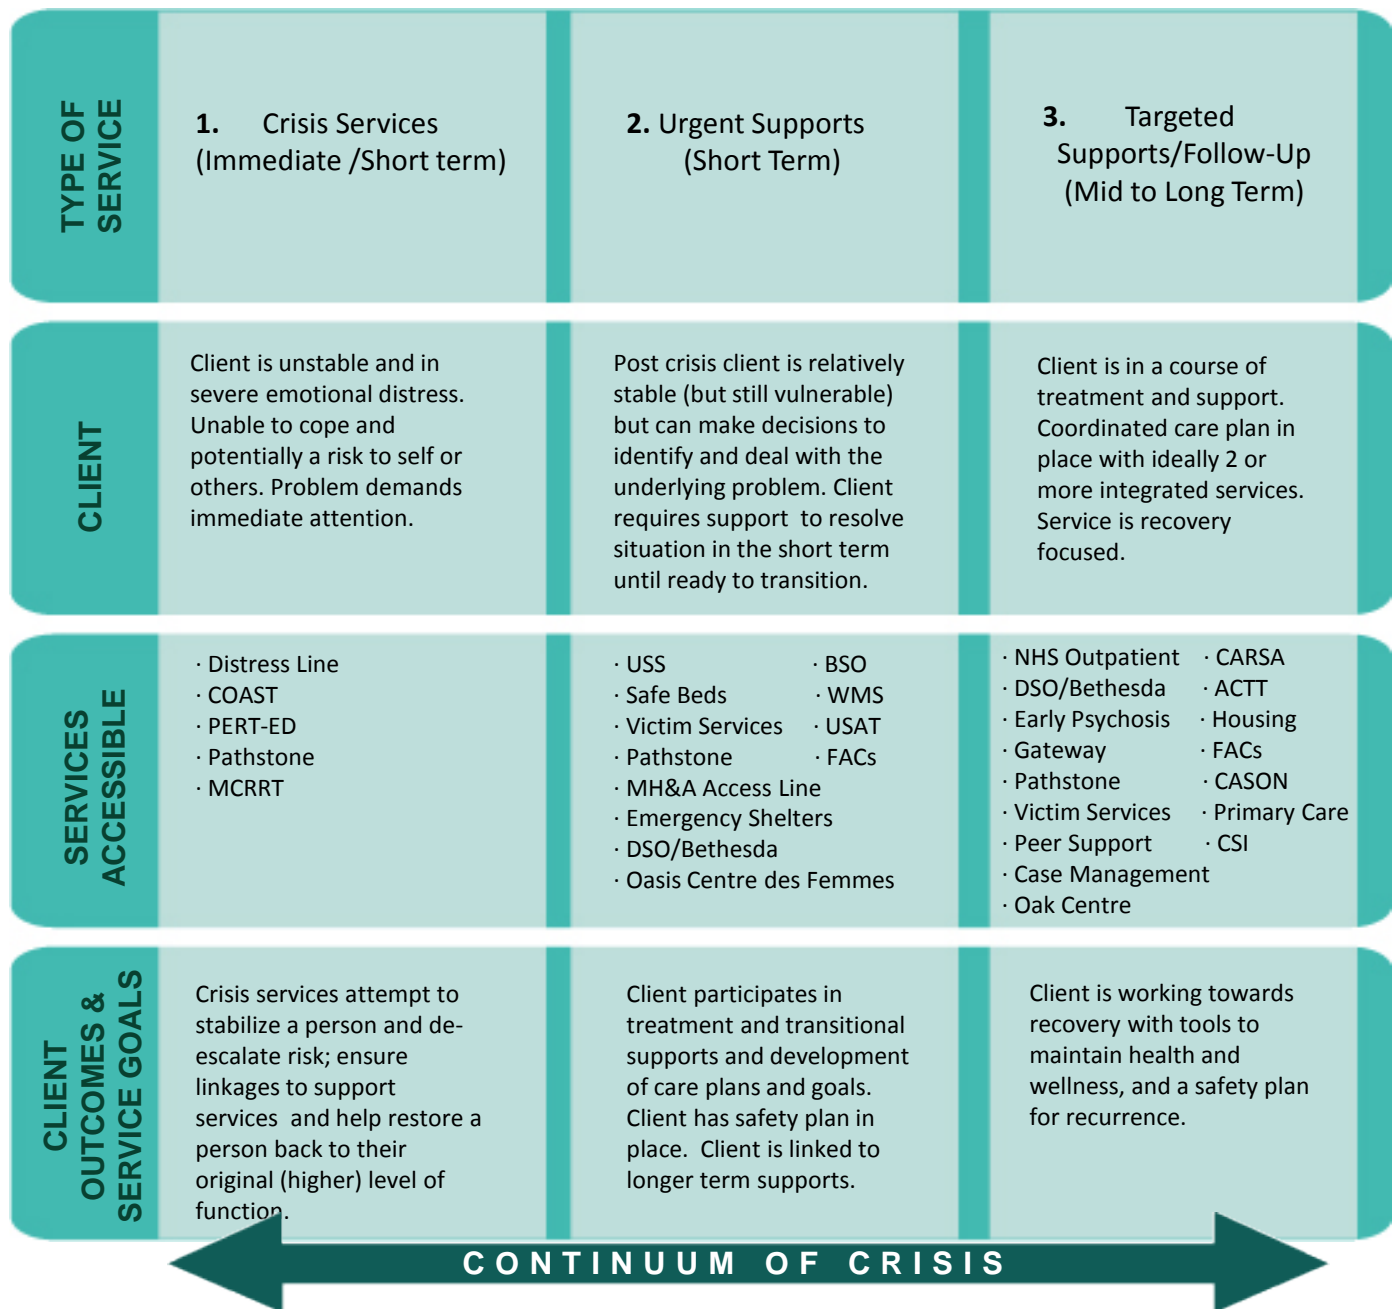 TYPE OF
SERVICE
1. Crisis Services
(Immediate /Short term)
2. Urgent Supports
(Short Term)
3. Targeted
Supports/Follow-Up
(Mid to Long Term)
CLIENT
Client is unstable and in
severe emotional distress.
Unable to cope and
potentially a risk to self or
others. Problem demands
immediate attention.
Post crisis client is relatively
stable (but still vulnerable)
but can make decisions to
identify and deal with the
underlying problem. Client
requires support to resolve
situation in the short term
until ready to transition.
Client is in a course of
treatment and support.
Coordinated care plan in
place with ideally 2 or
more integrated services.
Service is recovery
focused.
SERVICES
ACCESSIBLE
· Distress Line
· COAST
· PERT-ED
· Pathstone
· MCRRT
· USS · BSO
· Safe Beds · WMS
· Victim Services · USAT
· Pathstone · FACs
· MH&A Access Line
· Emergency Shelters
· DSO/Bethesda
· Oasis Centre des Femmes
· NHS Outpatient · CARSA
· DSO/Bethesda · ACTT
· Early Psychosis · Housing
· Gateway · FACs
· Pathstone · CASON
· Victim Services · Primary Care
· Peer Support · CSI
· Case Management
· Oak Centre
CLIENT
OUTCOMES &
SERVICE GOALS
Crisis services attempt to
stabilize a person and de-
escalate risk; ensure
linkages to support
services and help restore a
person back to their
original (higher) level of
function.
Client participates in
treatment and transitional
supports and development
of care plans and goals.
Client has safety plan in
place. Client is linked to
longer term supports.
Client is working towards
recovery with tools to
maintain health and
wellness, and a safety plan
for recurrence.
CONTINUUM OF CRISIS